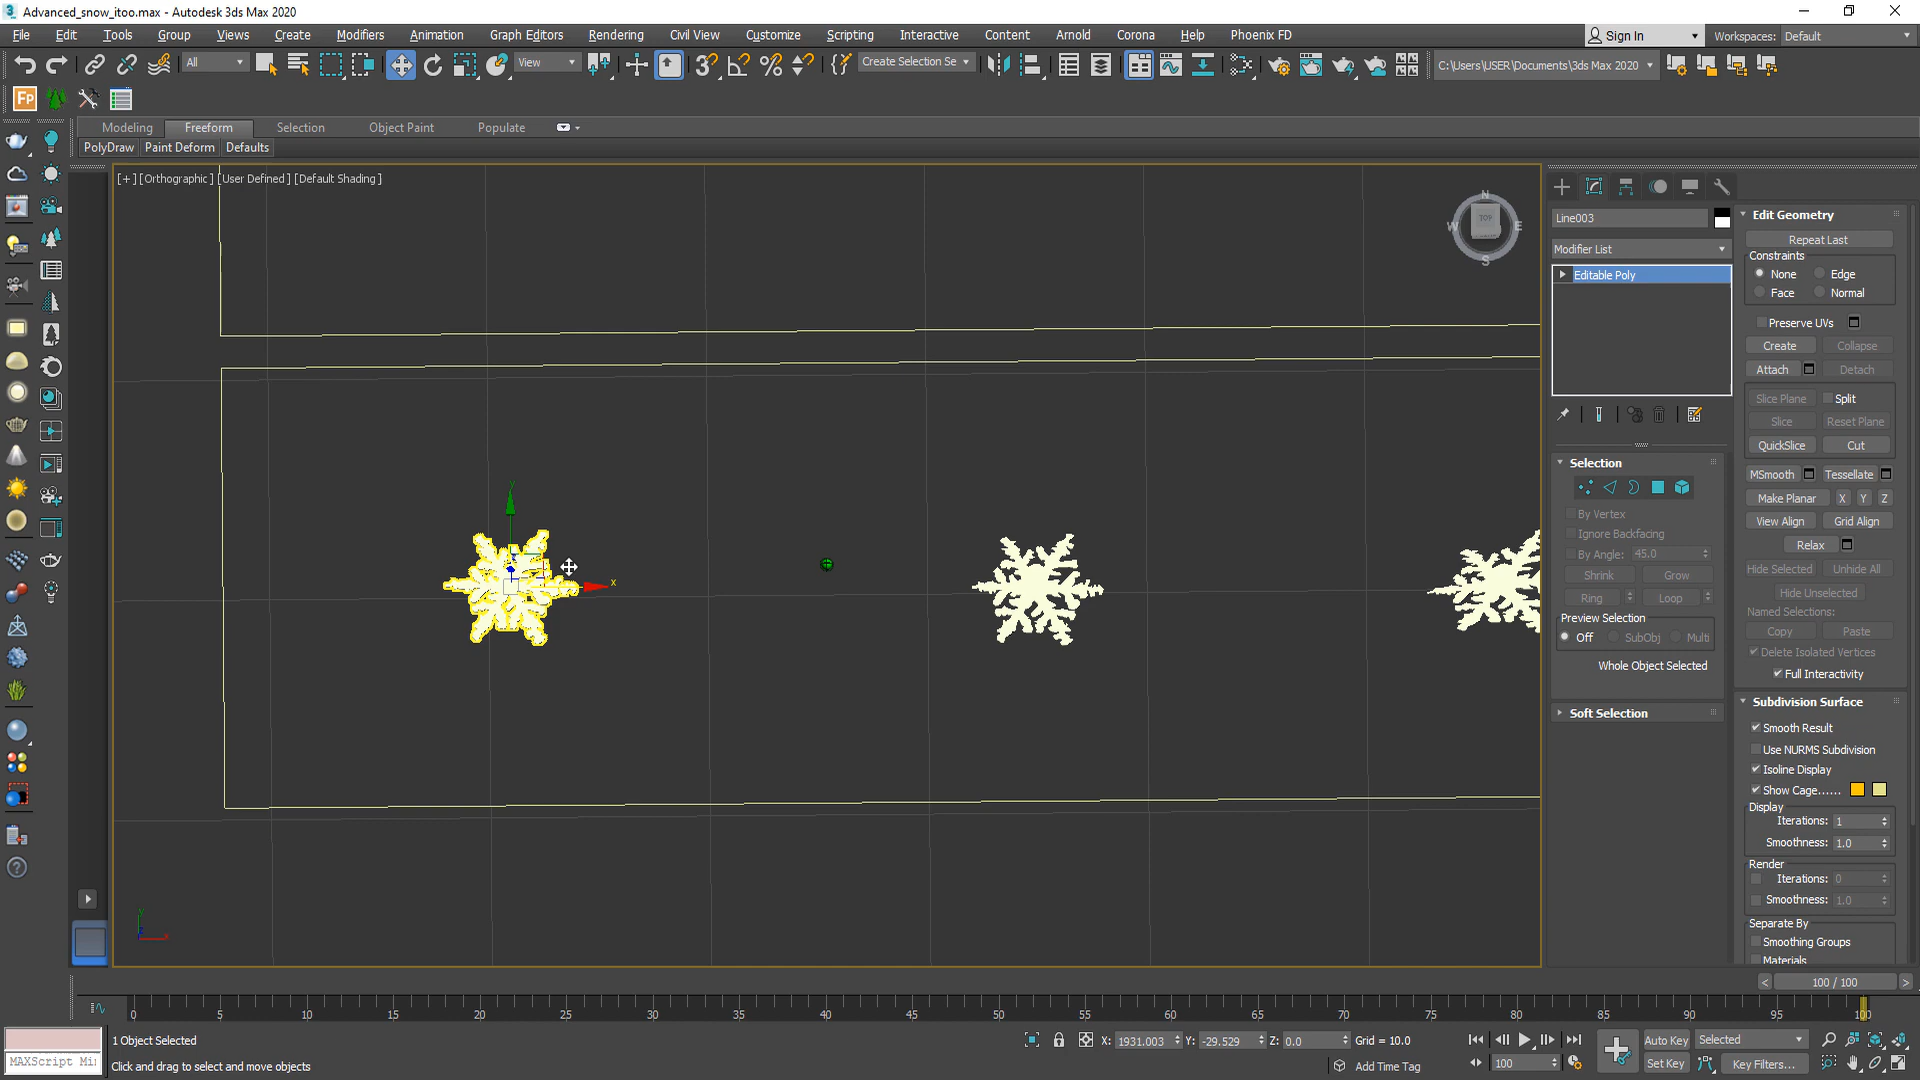 Advanced_snow_itoo.max - Autodesk 3ds Max 2020
File Edit Tools Group Views Create Modifiers Animation Graph Editors Rendering Civil View Customize Scripting Interactive Content Arnold Corona Help Phoenix FD
Sign In Workspaces: Default
All View Create Selection Se C:\Users\USER\Documents\3ds Max 2020
Modeling Freeform Selection Object Paint Populate
PolyDraw Paint Deform Defaults
[+] [Orthographic] [User Defined] [Default Shading]
N
W TOP E
S
y
x
Line003
Modifier List
Editable Poly
Selection
By Vertex
Ignore Backfacing
By Angle: 45.0
Shrink Grow
Ring Loop
Preview Selection
Off SubObj Multi
Whole Object Selected
Soft Selection
Edit Geometry
Repeat Last
Constraints
None Edge
Face Normal
Preserve UVs
Create Collapse
Attach Detach
Slice Plane Split
Slice Reset Plane
QuickSlice Cut
MSmooth Tessellate
Make Planar X Y Z
View Align Grid Align
Relax
Hide Selected Unhide All
Hide Unselected
Named Selections:
Copy Paste
Delete Isolated Vertices
Full Interactivity
Subdivision Surface
Smooth Result
Use NURMS Subdivision
Isoline Display
Show Cage......
Display
Iterations: 1
Smoothness: 1.0
Render
Iterations: 0
Smoothness: 1.0
Separate By
Smoothing Groups
Materials
< 100 / 100 >
0 5 10 15 20 25 30 35 40 45 50 55 60 65 70 75 80 85 90 95 100
1 Object Selected X: 1931.003 Y: -29.529 Z: 0.0 Grid = 10.0 Auto Key Selected
MAXScript Mi Click and drag to select and move objects Add Time Tag 100 Set Key Key Filters...